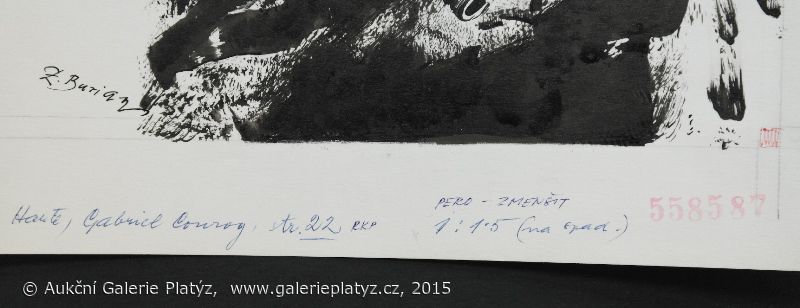 Z. Burian
PERO - ZMENŠIT
Harte, Gabriel Conroy, str. 22 RKP
1 : 1·5 (na spad.)
558587
© Aukční Galerie Platýz, www.galerieplatyz.cz, 2015